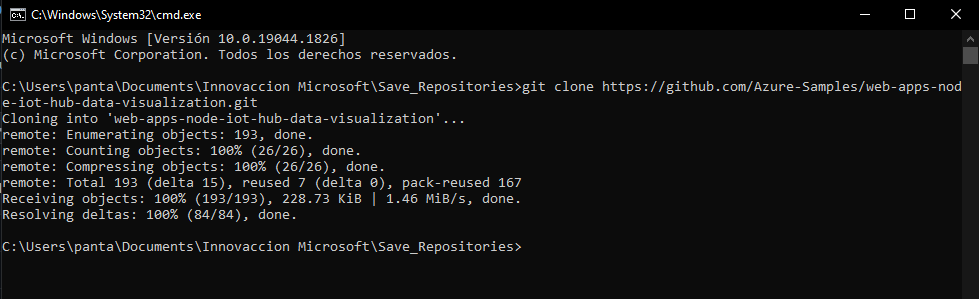 C:\Windows\System32\cmd.exe
Microsoft Windows [Versión 10.0.19044.1826]
(c) Microsoft Corporation. Todos los derechos reservados.
C:\Users\panta\Documents\Innovaccion Microsoft\Save_Repositories>git clone https://github.com/Azure-Samples/web-apps-nod
e-iot-hub-data-visualization.git
Cloning into 'web-apps-node-iot-hub-data-visualization'...
remote: Enumerating objects: 193, done.
remote: Counting objects: 100% (26/26), done.
remote: Compressing objects: 100% (26/26), done.
remote: Total 193 (delta 15), reused 7 (delta 0), pack-reused 167
Receiving objects: 100% (193/193), 228.73 KiB | 1.46 MiB/s, done.
Resolving deltas: 100% (84/84), done.
C:\Users\panta\Documents\Innovaccion Microsoft\Save_Repositories>